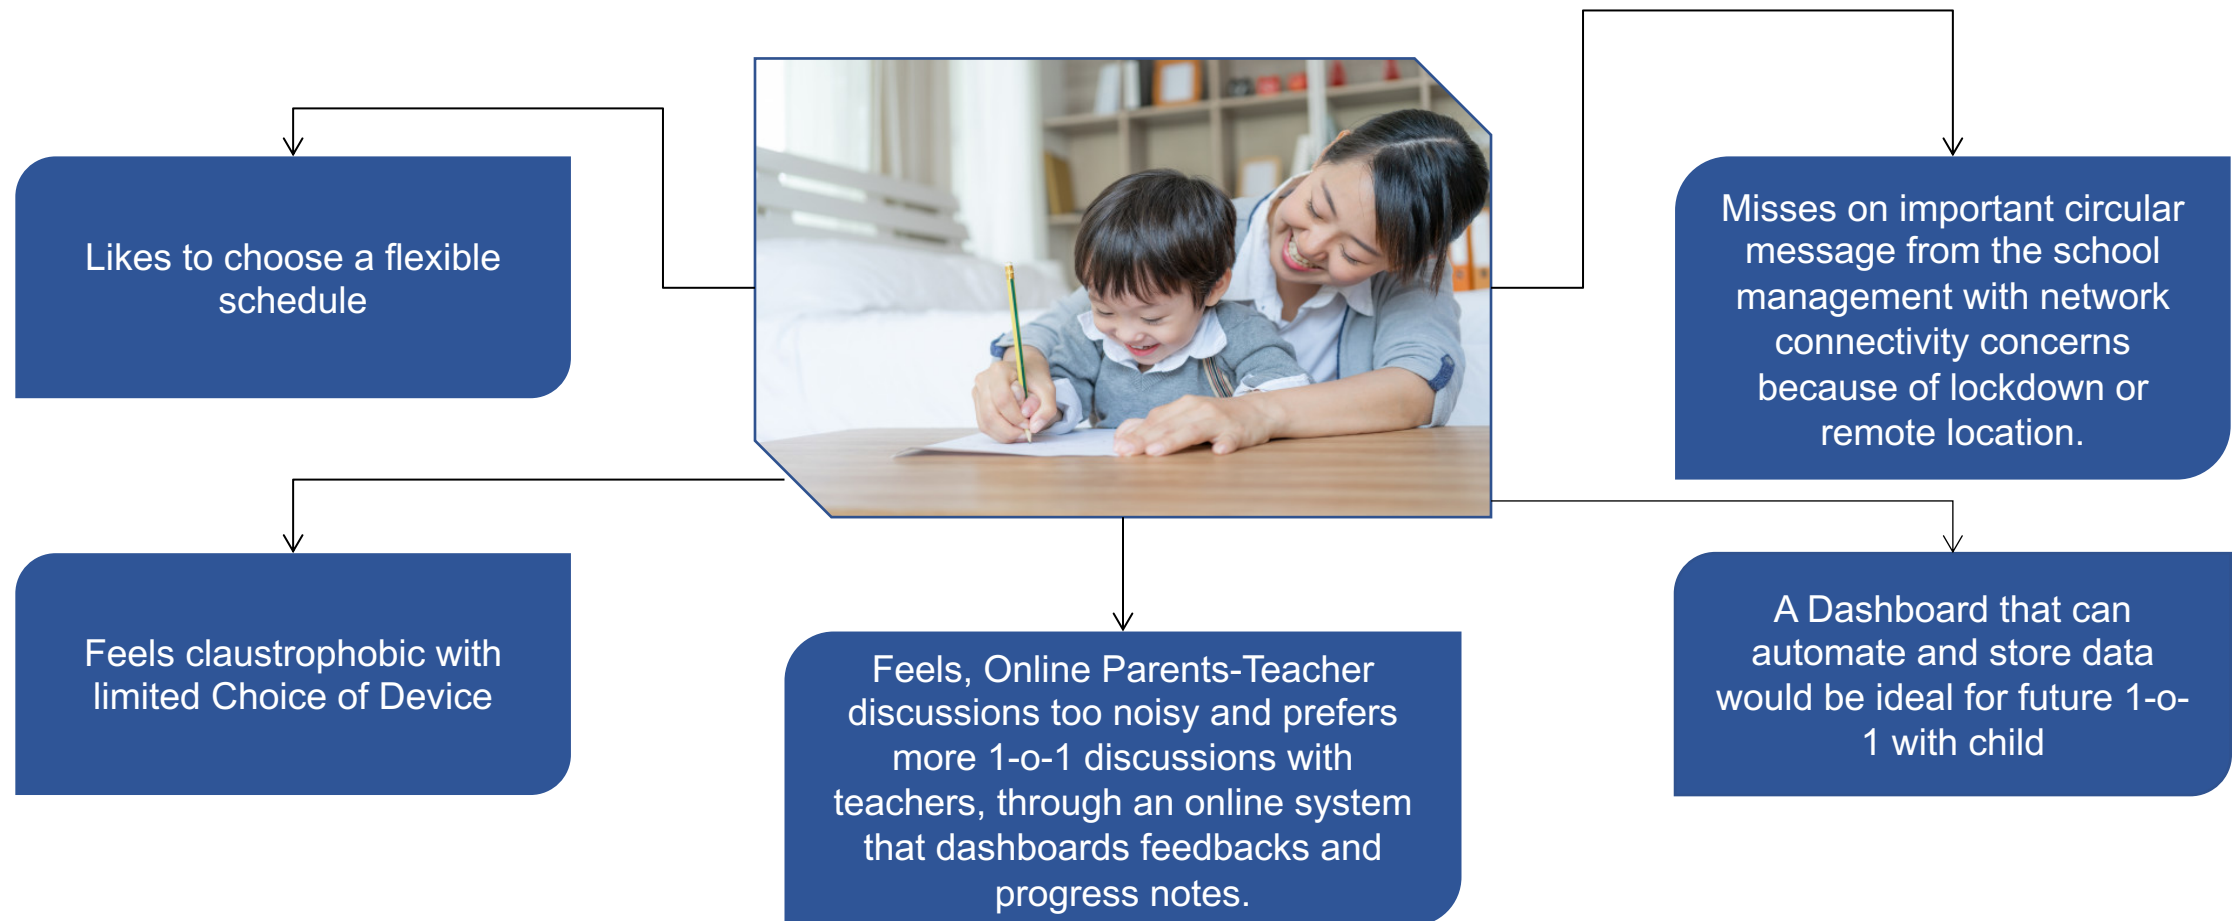 Likes to choose a flexible
schedule
Misses on important circular
message from the school
management with network
connectivity concerns
because of lockdown or
remote location.
Feels claustrophobic with
limited Choice of Device
Feels, Online Parents-Teacher
discussions too noisy and prefers
more 1-o-1 discussions with
teachers, through an online system
that dashboards feedbacks and
progress notes.
A Dashboard that can
automate and store data
would be ideal for future 1-o-
1 with child